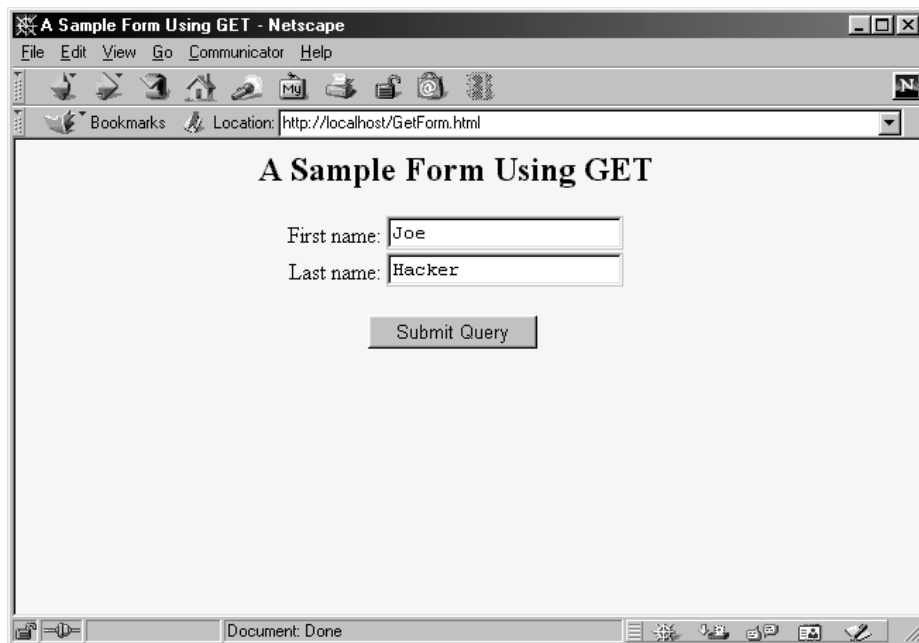 A Sample Form Using GET - Netscape
File Edit View Go Communicator Help
My
N
Bookmarks Location: http://localhost/GetForm.html
A Sample Form Using GET
First name: Joe
Last name: Hacker
Submit Query
Document: Done